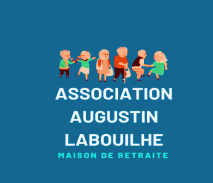 ASSOCIATION
AUGUSTIN
LABOUILHE
MAISON DE RETRAITE